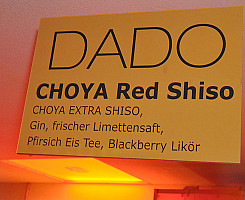 DADO
CHOYA Red Shiso
CHOYA EXTRA SHISO,
Gin, frischer Limettensaft,
Pfirsich Eis Tee, Blackberry Likör